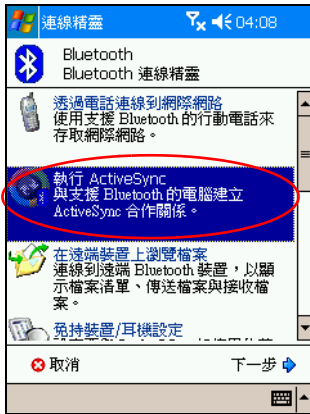 連線精靈 04:08
Bluetooth
Bluetooth 連線精靈
透過電話連線到網際網路
使用支援 Bluetooth 的行動電話來
存取網際網路。
執行 ActiveSync
與支援 Bluetooth 的電腦建立
ActiveSync 合作關係。
在遠端裝置上瀏覽檔案
連線到遠端 Bluetooth 裝置，以顯
示檔案清單、傳送檔案與接收檔
案。
免持裝置/耳機設定
取消 下一步